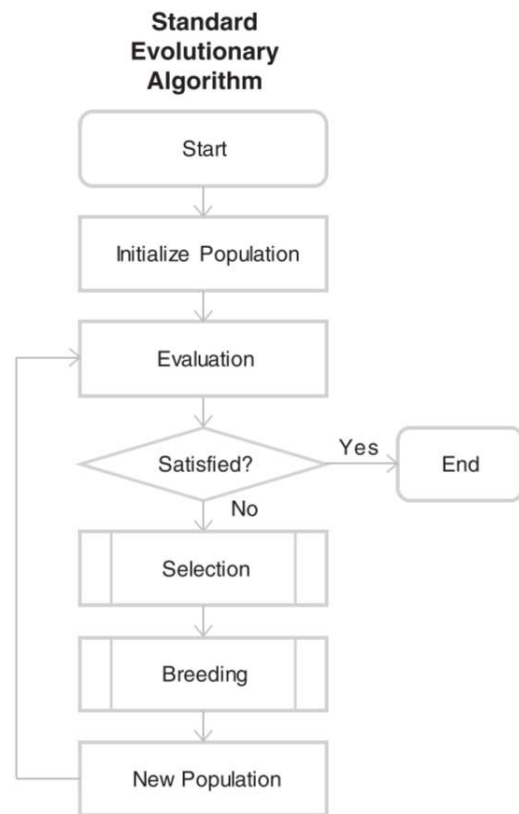 Standard
Evolutionary
Algorithm
Start
Initialize Population
Evaluation
Satisfied?
Yes
End
No
Selection
Breeding
New Population